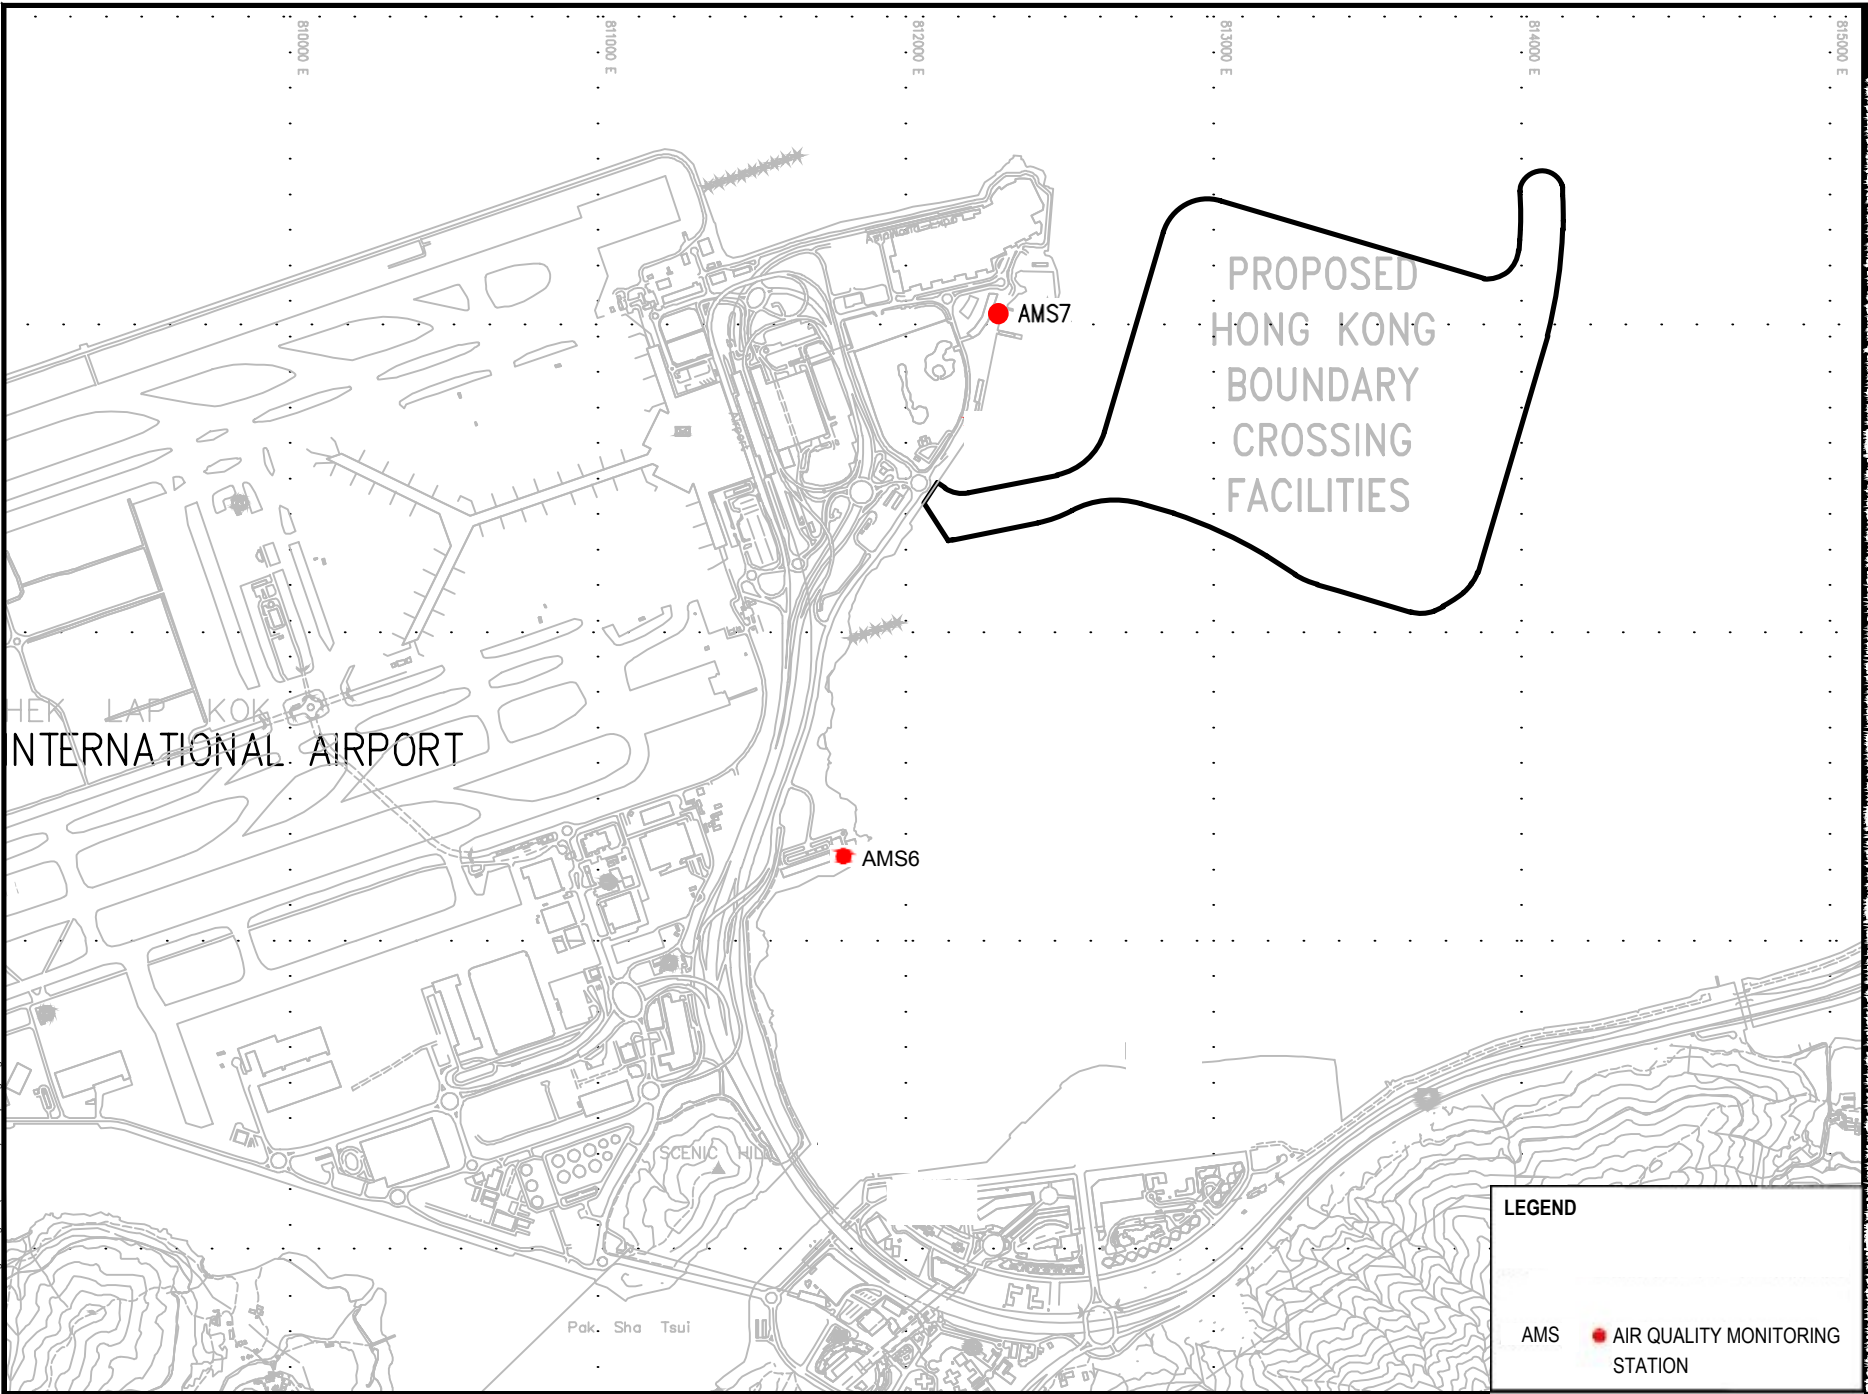 810000 E
811000 E
812000 E
813000 E
814000 E
815000 E
PROPOSED
HONG KONG
BOUNDARY
CROSSING
FACILITIES
AMS7
Airport
HEK LAP KOK
INTERNATIONAL AIRPORT
AMS6
SCENIC HILL
Pak Sha Tsui
LEGEND
AMS AIR QUALITY MONITORING
STATION